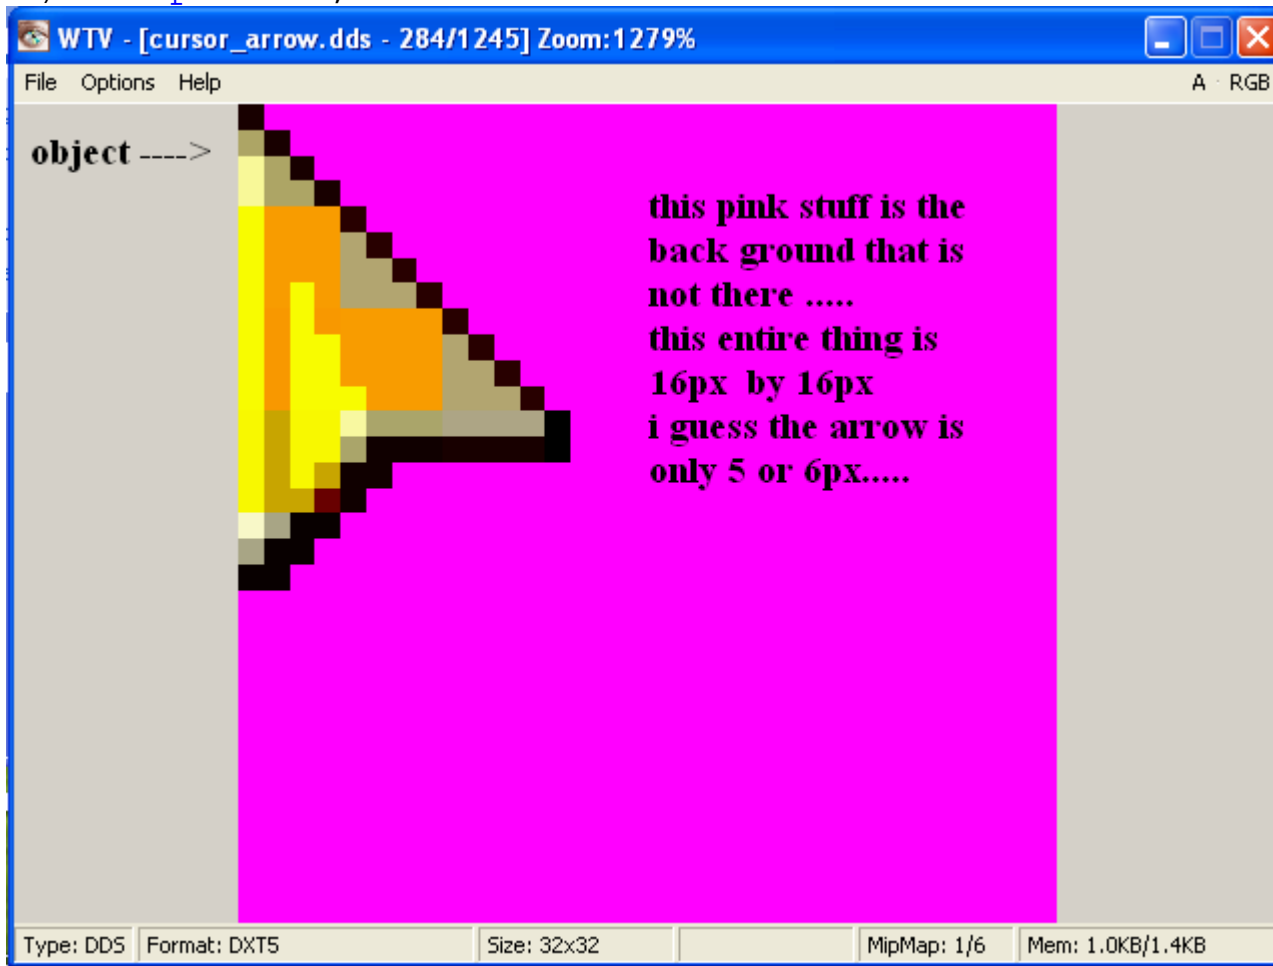 WTV - [cursor_arrow.dds - 284/1245] Zoom:1279%
File Options Help A RGB
object ---->
this pink stuff is the
back ground that is
not there .....
this entire thing is
16px by 16px
i guess the arrow is
only 5 or 6px.....
Type: DDS Format: DXT5 Size: 32x32 MipMap: 1/6 Mem: 1.0KB/1.4KB